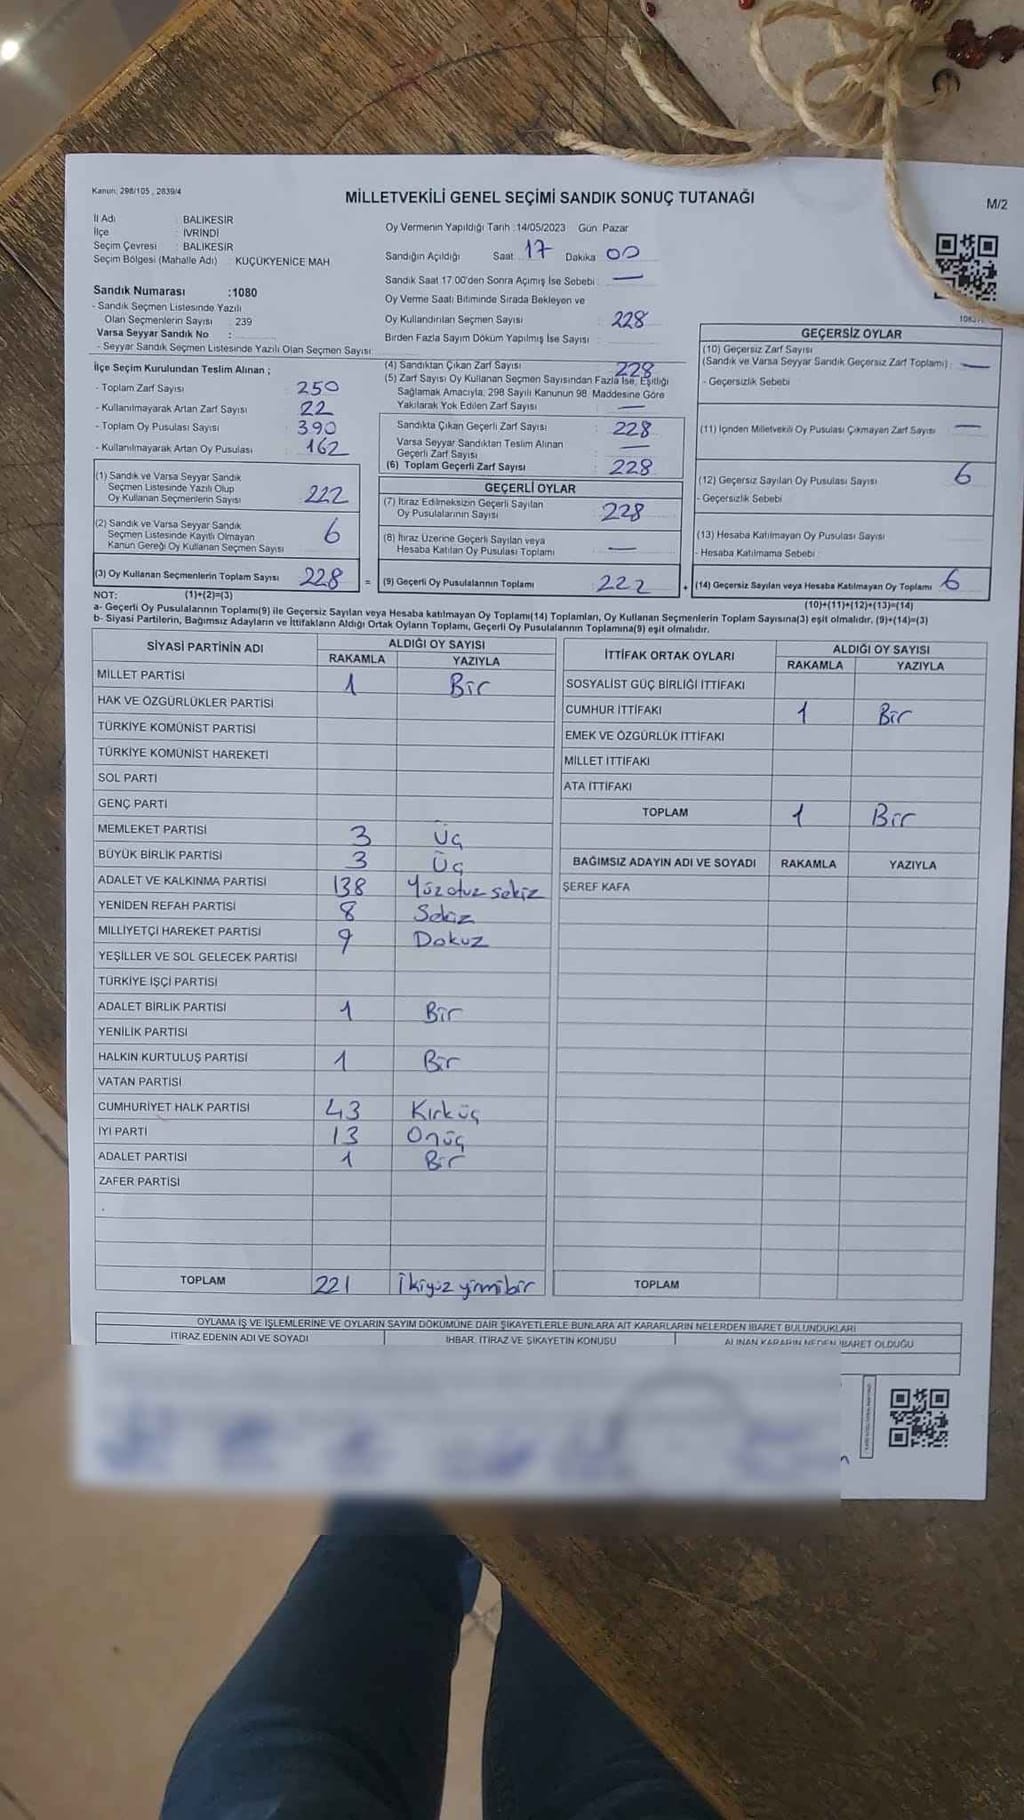 Kanun: 298/105 , 2839/4
MİLLETVEKİLİ GENEL SEÇİMİ SANDIK SONUÇ TUTANAĞI
M/2
İl Adı : BALIKESİR
İlçe : İVRİNDİ
Seçim Çevresi : BALIKESİR
Seçim Bölgesi (Mahalle Adı) : KÜÇÜKYENİCE MAH.
Sandık Numarası :1080
- Sandık Seçmen Listesinde Yazılı
Olan Seçmenlerin Sayısı : 239
Varsa Seyyar Sandık No :
- Seyyar Sandık Seçmen Listesinde Yazılı Olan Seçmen Sayısı:
Oy Vermenin Yapıldığı Tarih :14/05/2023 Gün: Pazar
Sandığın Açıldığı Saat 17 Dakika 00
Sandık Saat 17:00'den Sonra Açımış İse Sebebi : —
Oy Verme Saati Bitiminde Sırada Bekleyen ve
Oy Kullandırılan Seçmen Sayısı : 228
Birden Fazla Sayım Döküm Yapılmış İse Sayısı :
İlçe Seçim Kurulundan Teslim Alınan ;
- Toplam Zarf Sayısı : 250
- Kullanılmayarak Artan Zarf Sayısı : 22
- Toplam Oy Pusulası Sayısı : 390
- Kullanılmayarak Artan Oy Pusulası : 162
(1) Sandık ve Varsa Seyyar Sandık
Seçmen Listesinde Yazılı Olup
Oy Kullanan Seçmenlerin Sayısı : 222
(2) Sandık ve Varsa Seyyar Sandık
Seçmen Listesinde Kayıtlı Olmayan
Kanun Gereği Oy Kullanan Seçmen Sayısı : 6
(3) Oy Kullanan Seçmenlerin Toplam Sayısı : 228
(4) Sandıktan Çıkan Zarf Sayısı : 228
(5) Zarf Sayısı Oy Kullanan Seçmen Sayısından Fazla İse, Eşitliği
Sağlamak Amacıyla, 298 Sayılı Kanunun 98. Maddesine Göre
Yakılarak Yok Edilen Zarf Sayısı : —
Sandıkta Çıkan Geçerli Zarf Sayısı : 228
Varsa Seyyar Sandıktan Teslim Alınan
Geçerli Zarf Sayısı : —
(6) Toplam Geçerli Zarf Sayısı : 228
GEÇERLİ OYLAR
(7) İtiraz Edilmeksizin Geçerli Sayılan
Oy Pusulalarının Sayısı : 228
(8) İtiraz Üzerine Geçerli Sayılan veya
Hesaba Katılan Oy Pusulası Toplamı : —
= (9) Geçerli Oy Pusulalarının Toplamı : 222
GEÇERSİZ OYLAR
(10) Geçersiz Zarf Sayısı
(Sandık ve Varsa Seyyar Sandık Geçersiz Zarf Toplamı) : —
- Geçersizlik Sebebi :
(11) İçinden Milletvekili Oy Pusulası Çıkmayan Zarf Sayısı : —
(12) Geçersiz Sayılan Oy Pusulası Sayısı : 6
- Geçersizlik Sebebi :
(13) Hesaba Katılmayan Oy Pusulası Sayısı :
- Hesaba Katılmama Sebebi :
+ (14) Geçersiz Sayılan veya Hesaba Katılmayan Oy Toplamı : 6
NOT: (1)+(2)=(3) (10)+(11)+(12)+(13)=(14)
a- Geçerli Oy Pusulalarının Toplamı(9) ile Geçersiz Sayılan veya Hesaba katılmayan Oy Toplamı(14) Toplamları, Oy Kullanan Seçmenlerin Toplam Sayısına(3) eşit olmalıdır. (9)+(14)=(3)
b- Siyasi Partilerin, Bağımsız Adayların ve İttifakların Aldığı Ortak Oyların Toplamı, Geçerli Oy Pusulalarının Toplamına(9) eşit olmalıdır.
SİYASİ PARTİNİN ADI ALDIĞI OY SAYISI
RAKAMLA YAZIYLA
MİLLET PARTİSİ 1 Bir
HAK VE ÖZGÜRLÜKLER PARTİSİ
TÜRKİYE KOMÜNİST PARTİSİ
TÜRKİYE KOMÜNİST HAREKETİ
SOL PARTİ
GENÇ PARTİ
MEMLEKET PARTİSİ 3 Üç
BÜYÜK BİRLİK PARTİSİ 3 Üç
ADALET VE KALKINMA PARTİSİ 138 Yüzotuz sekiz
YENİDEN REFAH PARTİSİ 8 Sekiz
MİLLİYETÇİ HAREKET PARTİSİ 9 Dokuz
YEŞİLLER VE SOL GELECEK PARTİSİ
TÜRKİYE İŞÇİ PARTİSİ
ADALET BİRLİK PARTİSİ 1 Bir
YENİLİK PARTİSİ
HALKIN KURTULUŞ PARTİSİ 1 Bir
VATAN PARTİSİ
CUMHURİYET HALK PARTİSİ 43 Kırküç
İYİ PARTİ 13 Onüç
ADALET PARTİSİ 1 Bir
ZAFER PARTİSİ
TOPLAM 221 İkiyüz yirmibir
İTTİFAK ORTAK OYLARI ALDIĞI OY SAYISI
RAKAMLA YAZIYLA
SOSYALİST GÜÇ BİRLİĞİ İTTİFAKI
CUMHUR İTTİFAKI 1 Bir
EMEK VE ÖZGÜRLÜK İTTİFAKI
MİLLET İTTİFAKI
ATA İTTİFAKI
TOPLAM 1 Bir
BAĞIMSIZ ADAYIN ADI VE SOYADI RAKAMLA YAZIYLA
ŞEREF KAFA
TOPLAM
OYLAMA İŞ VE İŞLEMLERİNE VE OYLARIN SAYIM DÖKÜMÜNE DAİR ŞİKAYETLERLE BUNLARA AİT KARARLARIN NELERDEN İBARET BULUNDUKLARI
İTİRAZ EDENİN ADI VE SOYADI İHBAR, İTİRAZ VE ŞİKAYETİN KONUSU ALINAN KARARIN NEDEN İBARET OLDUĞU